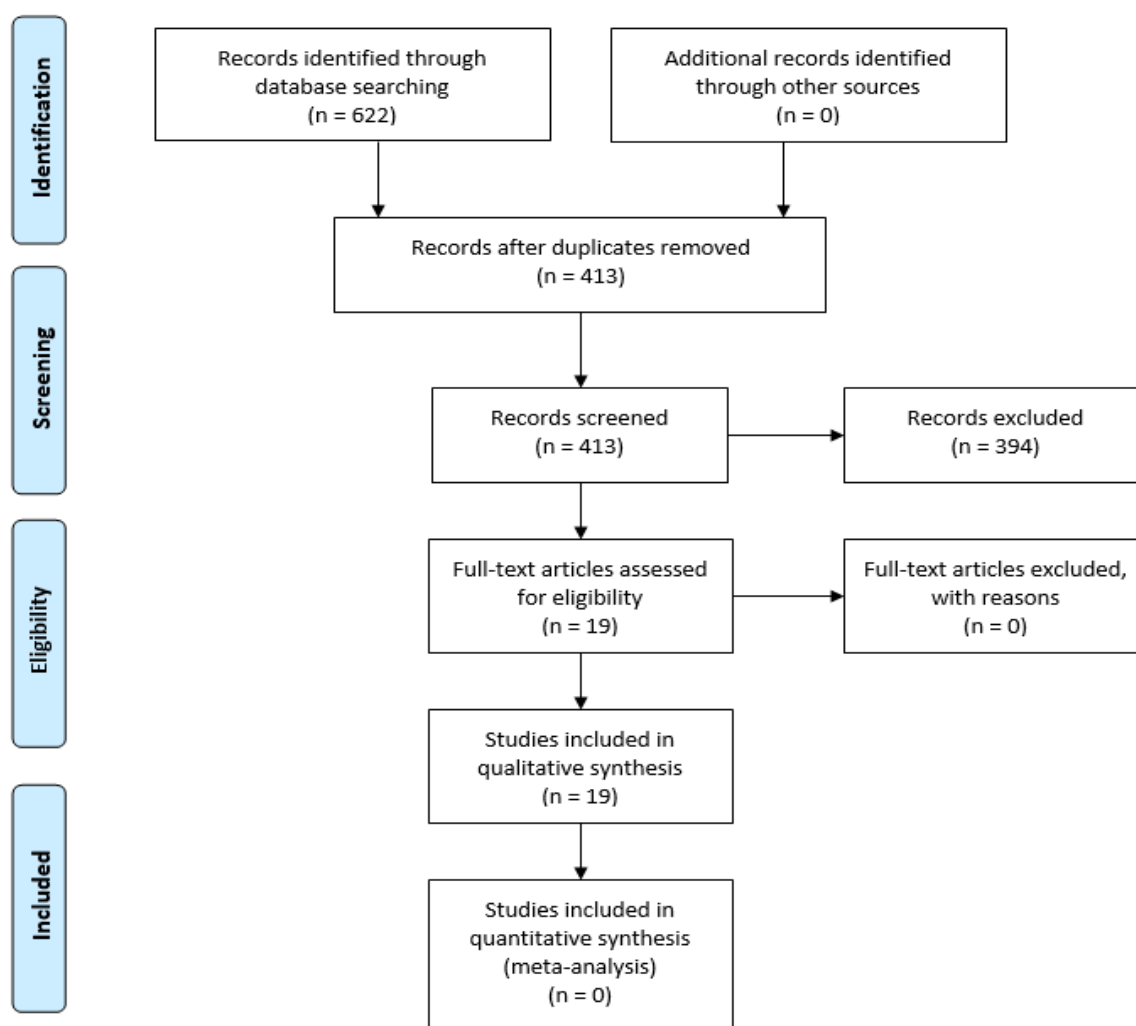 Identification
Records identified through
database searching
(n = 622)
Additional records identified
through other sources
(n = 0)
Records after duplicates removed
(n = 413)
Screening
Records screened
(n = 413)
Records excluded
(n = 394)
Eligibility
Full-text articles assessed
for eligibility
(n = 19)
Full-text articles excluded,
with reasons
(n = 0)
Studies included in
qualitative synthesis
(n = 19)
Included
Studies included in
quantitative synthesis
(meta-analysis)
(n = 0)